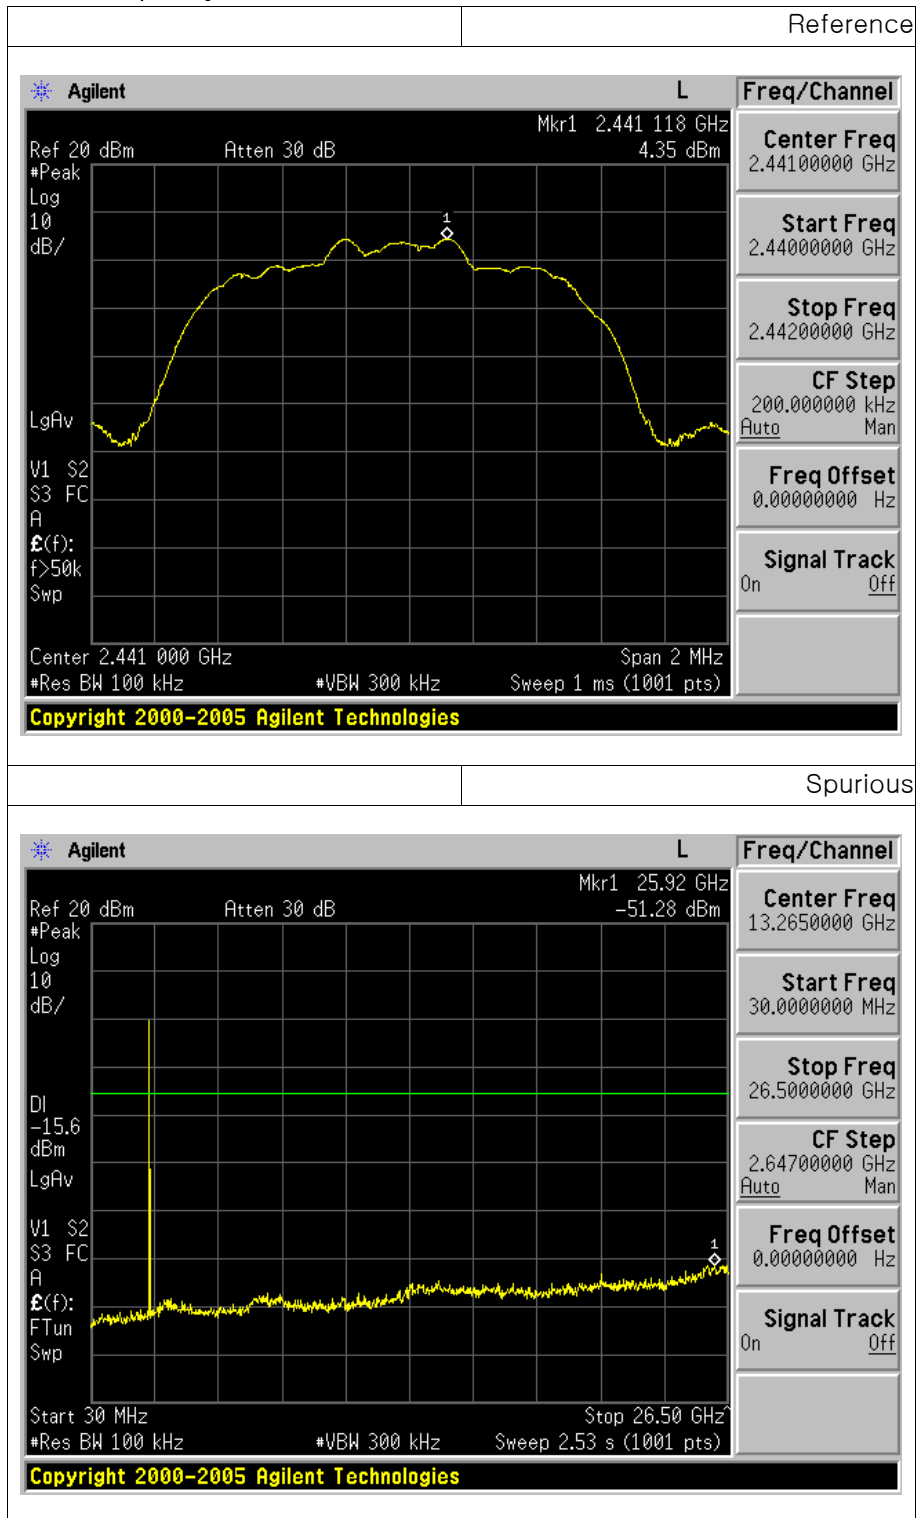 Reference
Agilent L
Freq/Channel
Mkr1 2.441 118 GHz
Ref 20 dBm Atten 30 dB 4.35 dBm
#Peak
Log
10
dB/
1
LgAv
V1 S2
S3 FC
A
£(f):
f>50k
Swp
Center 2.441 000 GHz Span 2 MHz
#Res BW 100 kHz #VBW 300 kHz Sweep 1 ms (1001 pts)
Center Freq
2.44100000 GHz
Start Freq
2.44000000 GHz
Stop Freq
2.44200000 GHz
CF Step
200.000000 kHz
Auto Man
Freq Offset
0.00000000 Hz
Signal Track
On Off
Copyright 2000-2005 Agilent Technologies
Spurious
Agilent L
Freq/Channel
Mkr1 25.92 GHz
Ref 20 dBm Atten 30 dB -51.28 dBm
#Peak
Log
10
dB/
DI
-15.6
dBm
LgAv
1
V1 S2
S3 FC
A
£(f):
FTun
Swp
Start 30 MHz Stop 26.50 GHz^
#Res BW 100 kHz #VBW 300 kHz Sweep 2.53 s (1001 pts)
Center Freq
13.2650000 GHz
Start Freq
30.0000000 MHz
Stop Freq
26.5000000 GHz
CF Step
2.64700000 GHz
Auto Man
Freq Offset
0.00000000 Hz
Signal Track
On Off
Copyright 2000-2005 Agilent Technologies